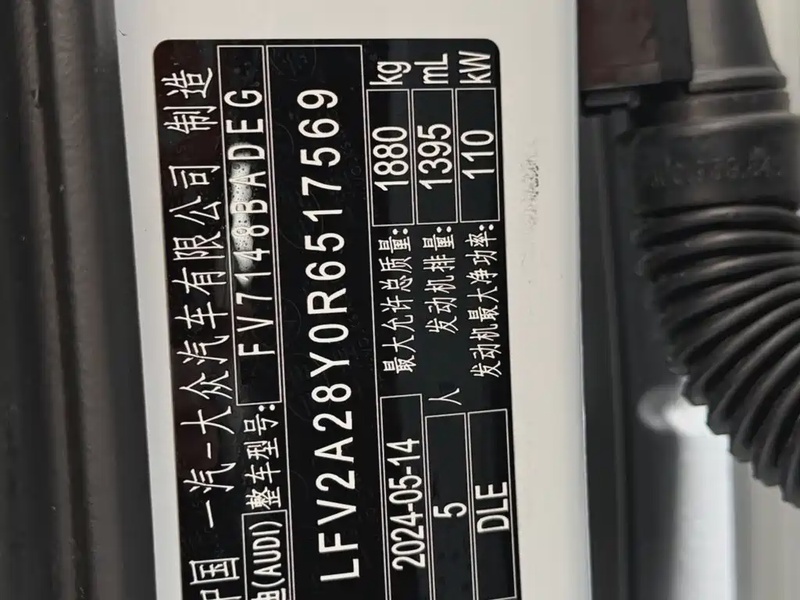 中国 一汽-大众汽车有限公司 制造
迪(AUDI) 整车型号: FV7148BADEG
LFV2A28Y0R6517569
2024-05-14 最大允许总质量: 1880 kg
5 人 发动机排量: 1395 mL
DLE 发动机最大净功率: 110 kW